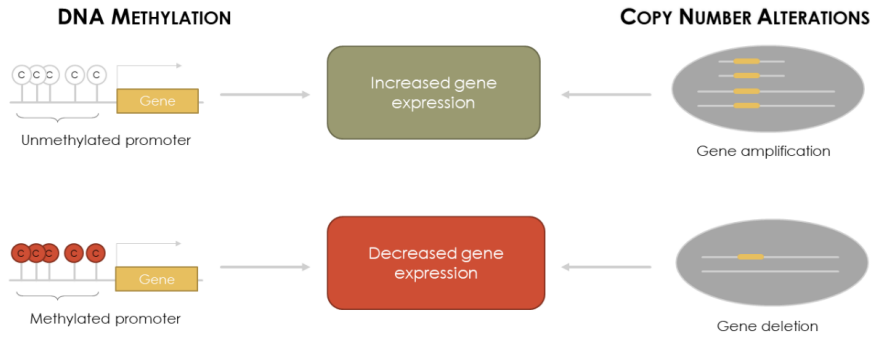 DNA METHYLATION
COPY NUMBER ALTERATIONS
C C C C C
Gene
Unmethylated promoter
Increased gene
expression
Gene amplification
C C C C C
Gene
Methylated promoter
Decreased gene
expression
Gene deletion